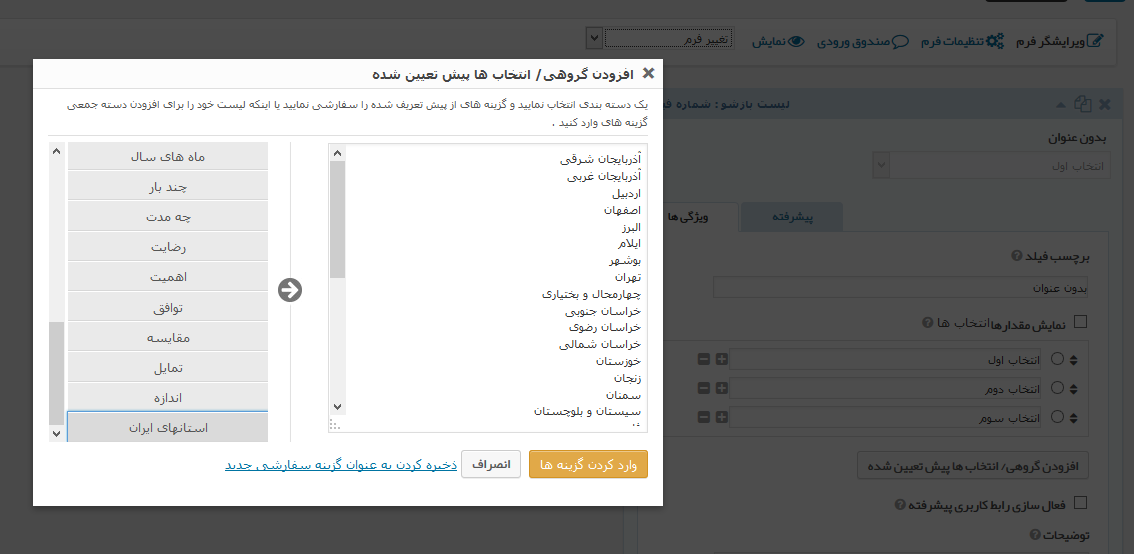 ویرایشگر فرم
تنظیمات فرم
صندوق ورودی
نمایش
تغییر فرم
افزودن گروهی/ انتخاب ها پیش تعیین شده
یک دسته بندی انتخاب نمایید و گزینه های از پیش تعریف شده را سفارشی نمایید یا اینکه لیست خود را برای افزودن دسته جمعی
گزینه های وارد کنید .
آذربایجان شرقی
آذربایجان غربی
اردبیل
اصفهان
البرز
ایلام
بوشهر
تهران
چهارمحال و بختیاری
خراسان جنوبی
خراسان رضوی
خراسان شمالی
خوزستان
زنجان
سمنان
سیستان و بلوچستان
ماه های سال
چند بار
چه مدت
رضایت
اهمیت
توافق
مقایسه
تمایل
اندازه
استانهای ایران
وارد کردن گزینه ها
انصراف
ذخیره کردن به عنوان گزینه سفارشی جدید
لیست بازشو : شماره
بدون عنوان
انتخاب اول
ویژگی ها
پیشرفته
برچسب فیلد
بدون عنوان
نمایش مقدارها انتخاب ها
انتخاب اول
انتخاب دوم
انتخاب سوم
افزودن گروهی/ انتخاب ها پیش تعیین شده
فعال سازی رابط کاربری پیشرفته
توضیحات